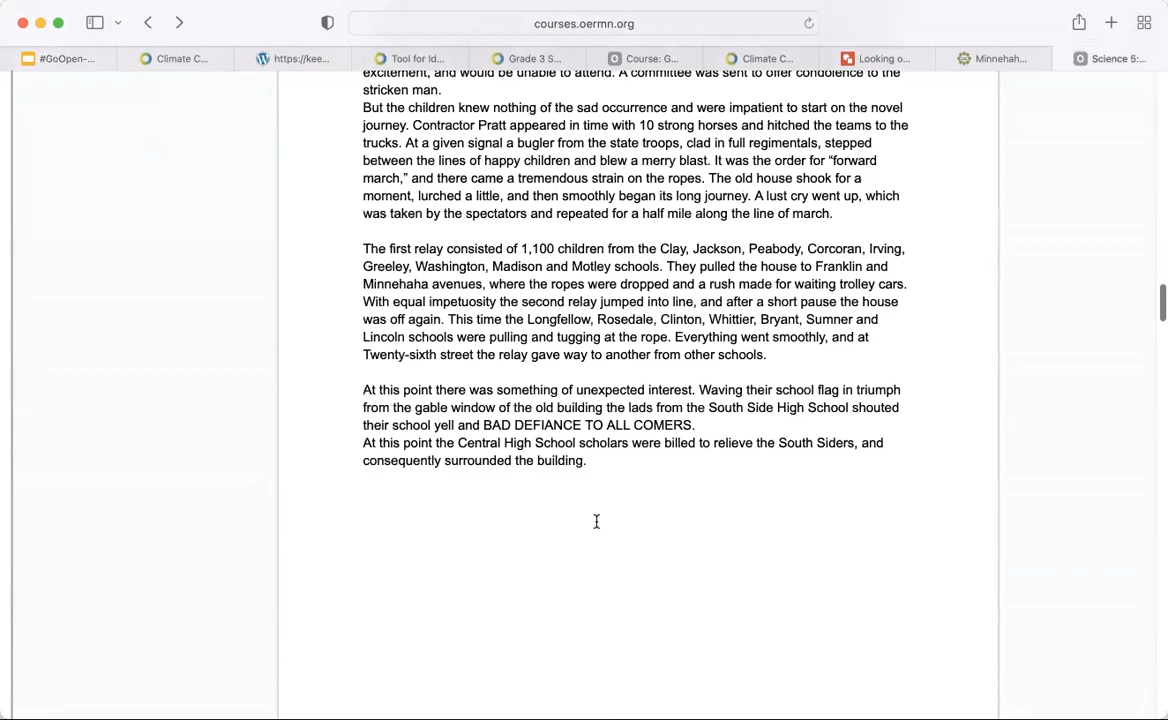 courses.oermn.org
#GoOpen-...
Climate C...
https://kee...
Tool for Id...
Grade 3 S...
Course: G...
Climate C...
Looking o...
Minnehah...
Science 5:...
excitement, and would be unable to attend. A committee was sent to offer condolence to the
stricken man.
But the children knew nothing of the sad occurrence and were impatient to start on the novel
journey. Contractor Pratt appeared in time with 10 strong horses and hitched the teams to the
trucks. At a given signal a bugler from the state troops, clad in full regimentals, stepped
between the lines of happy children and blew a merry blast. It was the order for “forward
march,” and there came a tremendous strain on the ropes. The old house shook for a
moment, lurched a little, and then smoothly began its long journey. A lust cry went up, which
was taken by the spectators and repeated for a half mile along the line of march.
The first relay consisted of 1,100 children from the Clay, Jackson, Peabody, Corcoran, Irving,
Greeley, Washington, Madison and Motley schools. They pulled the house to Franklin and
Minnehaha avenues, where the ropes were dropped and a rush made for waiting trolley cars.
With equal impetuosity the second relay jumped into line, and after a short pause the house
was off again. This time the Longfellow, Rosedale, Clinton, Whittier, Bryant, Sumner and
Lincoln schools were pulling and tugging at the rope. Everything went smoothly, and at
Twenty-sixth street the relay gave way to another from other schools.
At this point there was something of unexpected interest. Waving their school flag in triumph
from the gable window of the old building the lads from the South Side High School shouted
their school yell and BAD DEFIANCE TO ALL COMERS.
At this point the Central High School scholars were billed to relieve the South Siders, and
consequently surrounded the building.